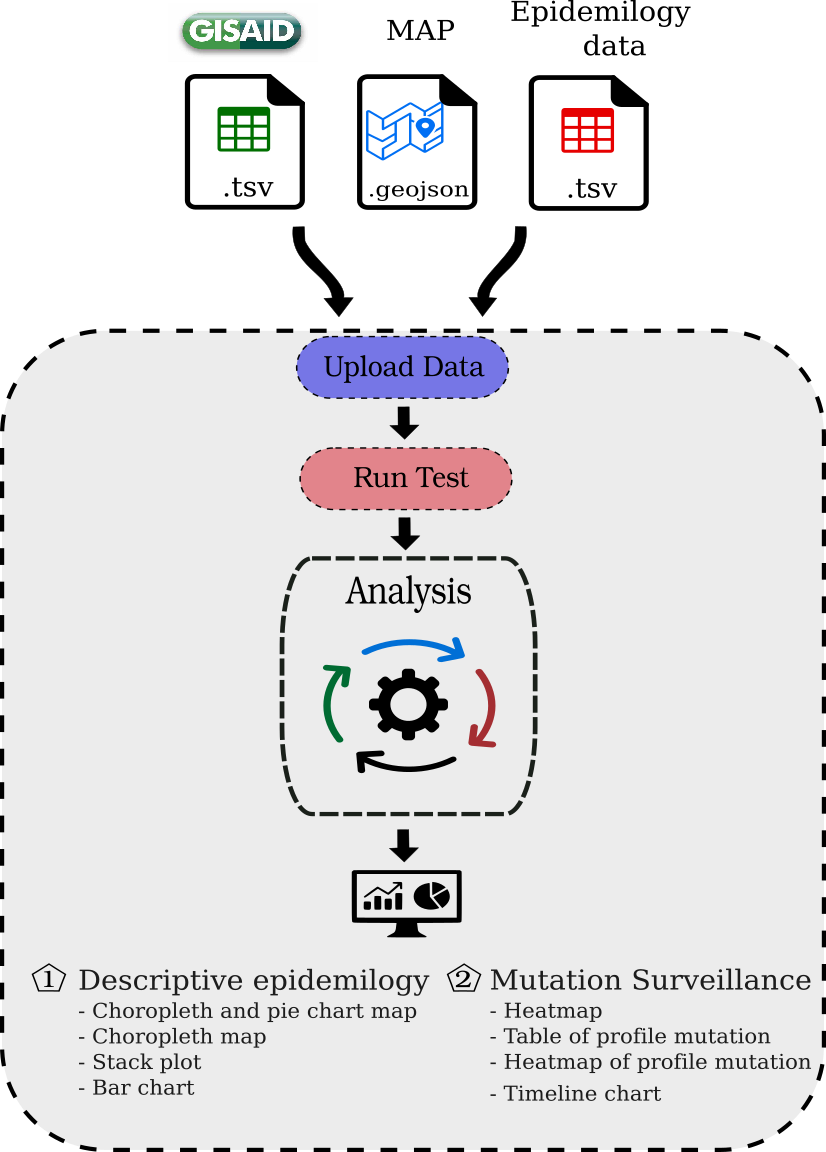 GISAID
MAP
Epidemilogy
data
.tsv
.geojson
.tsv
Upload Data
Run Test
Analysis
1 Descriptive epidemilogy
- Choropleth and pie chart map
- Choropleth map
- Stack plot
- Bar chart
2 Mutation Surveillance
- Heatmap
- Table of profile mutation
- Heatmap of profile mutation
- Timeline chart